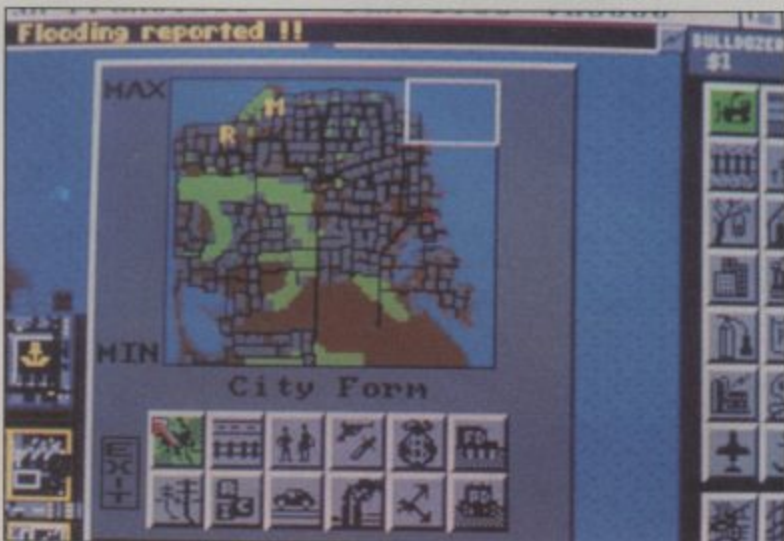 Flooding reported !!
BULLDOZER
$1
MAX
M
R
MIN
City Form
EXIT